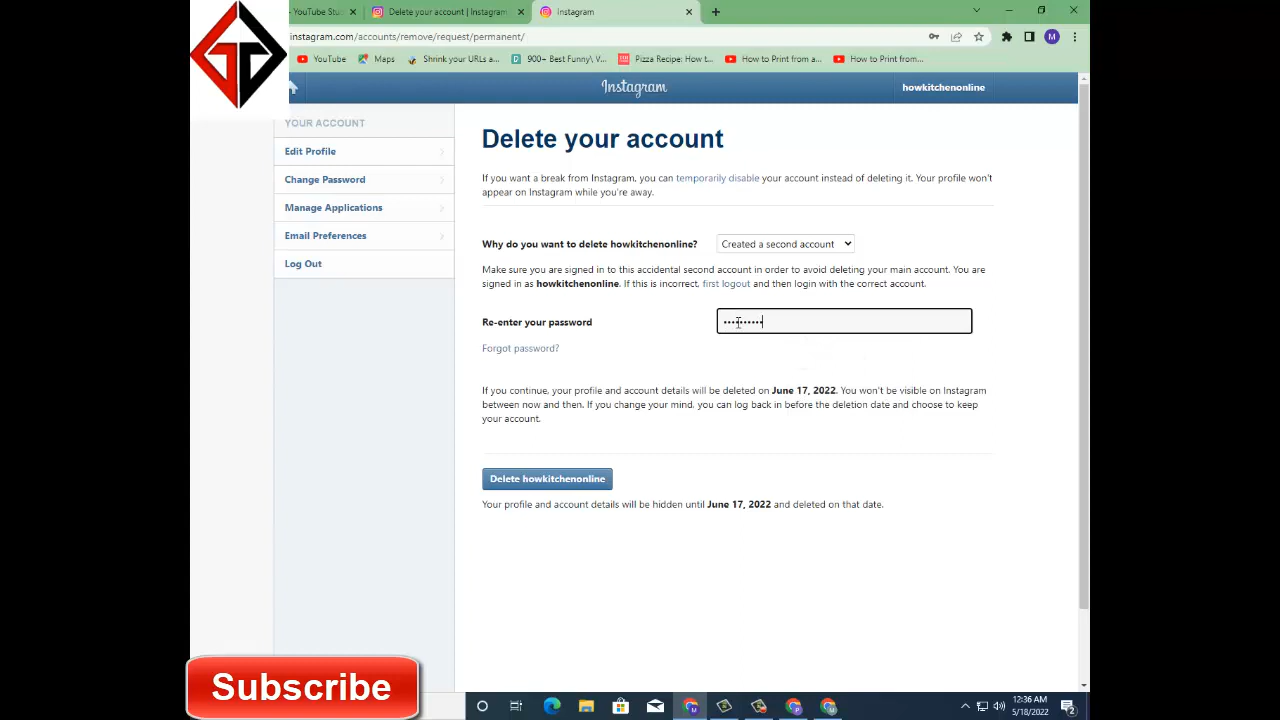 YouTube Stu:
Delete your account | Instagram
Instagram
instagram.com/accounts/remove/request/permanent/
M
YouTube
Maps
Shrink your URLs a...
900+ Best Funny\ V...
Pizza Recipe: How t...
How to Print from a...
How to Print from...
Instagram
howkitchenonline
YOUR ACCOUNT
Edit Profile
Change Password
Manage Applications
Email Preferences
Log Out
Delete your account
If you want a break from Instagram, you can temporarily disable your account instead of deleting it. Your profile won't
appear on Instagram while you're away.
Why do you want to delete howkitchenonline?
Created a second account
Make sure you are signed in to this accidental second account in order to avoid deleting your main account. You are
signed in as howkitchenonline. If this is incorrect, first logout and then login with the correct account.
Re-enter your password
Forgot password?
If you continue, your profile and account details will be deleted on June 17, 2022. You won't be visible on Instagram
between now and then. If you change your mind, you can log back in before the deletion date and choose to keep
your account.
Delete howkitchenonline
Your profile and account details will be hidden until June 17, 2022 and deleted on that date.
Subscribe
12:36 AM
5/18/2022
2